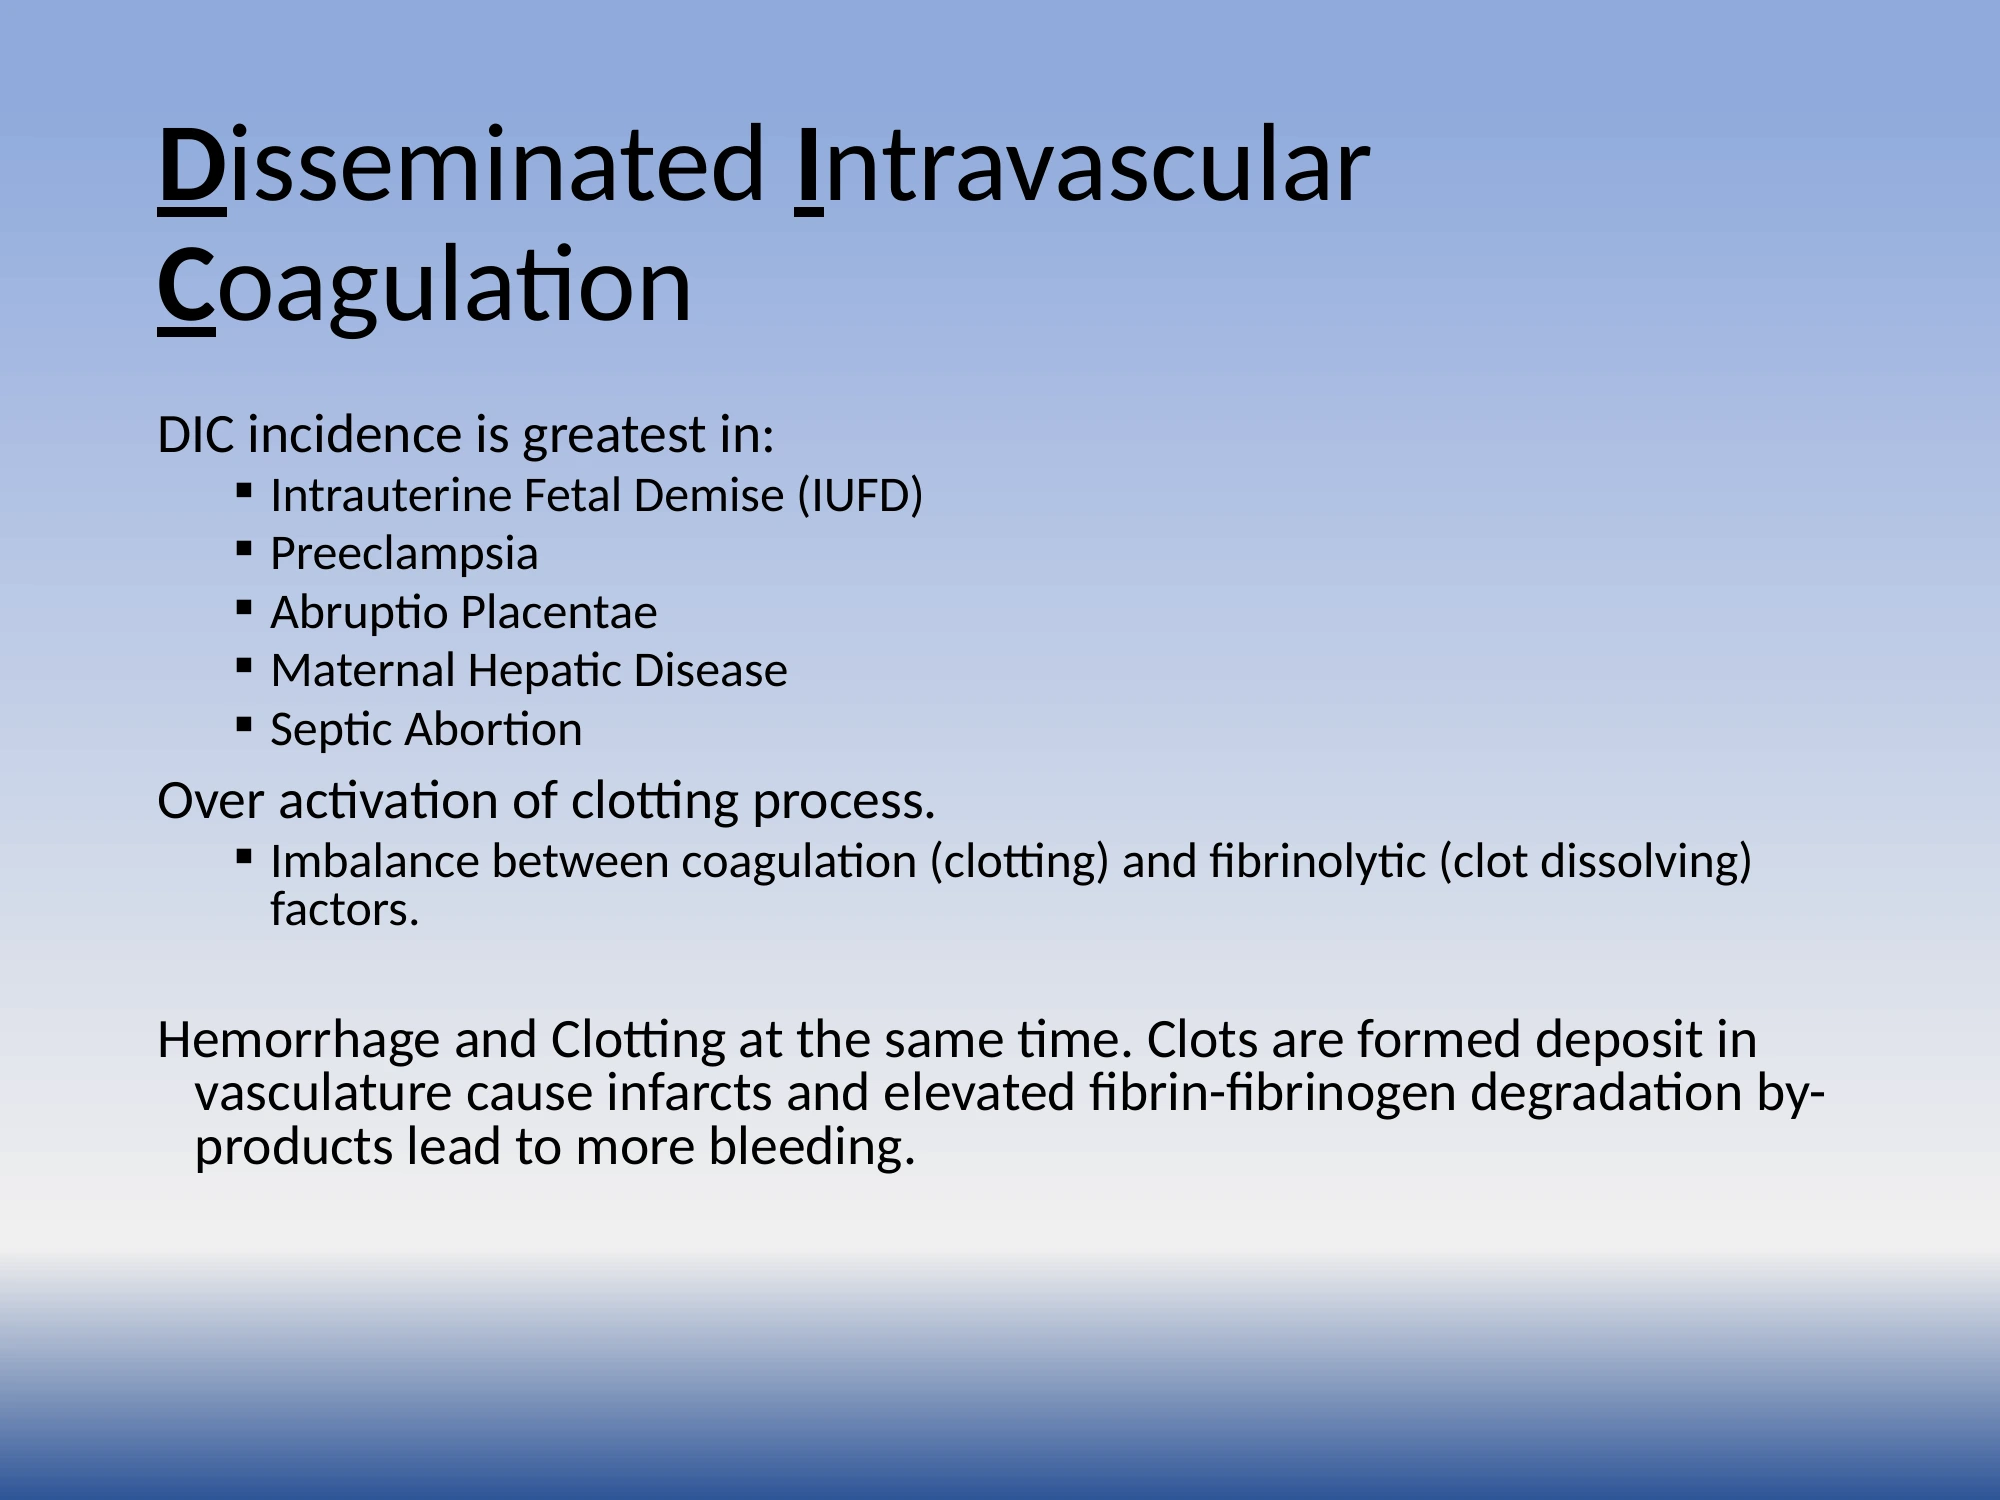 Disseminated Intravascular
Coagulation
DIC incidence is greatest in:
▪ Intrauterine Fetal Demise (IUFD)
▪ Preeclampsia
▪ Abruptio Placentae
▪ Maternal Hepatic Disease
▪ Septic Abortion
Over activation of clotting process.
▪ Imbalance between coagulation (clotting) and fibrinolytic (clot dissolving)
factors.
Hemorrhage and Clotting at the same time. Clots are formed deposit in
vasculature cause infarcts and elevated fibrin-fibrinogen degradation by-
products lead to more bleeding.